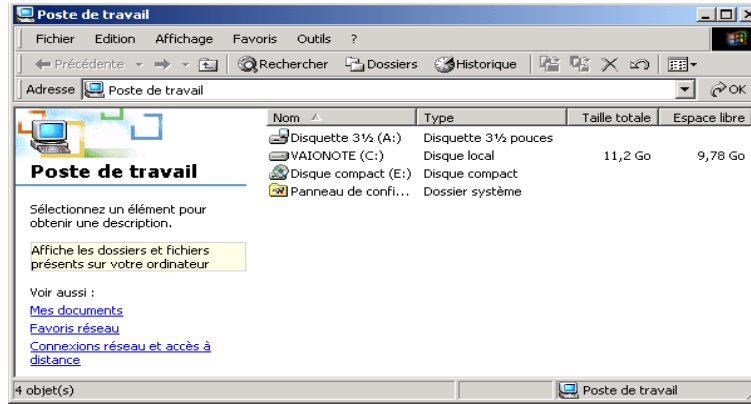 Poste de travail
Fichier Edition Affichage Favoris Outils ?
Précédente Rechercher Dossiers Historique
Adresse Poste de travail OK
Nom Type Taille totale Espace libre
Disquette 3½ (A:) Disquette 3½ pouces
VAIONOTE (C:) Disque local 11,2 Go 9,78 Go
Disque compact (E:) Disque compact
Panneau de confi... Dossier système
Poste de travail
Sélectionnez un élément pour
obtenir une description.
Affiche les dossiers et fichiers
présents sur votre ordinateur
Voir aussi :
Mes documents
Favoris réseau
Connexions réseau et accès à
distance
4 objet(s) Poste de travail